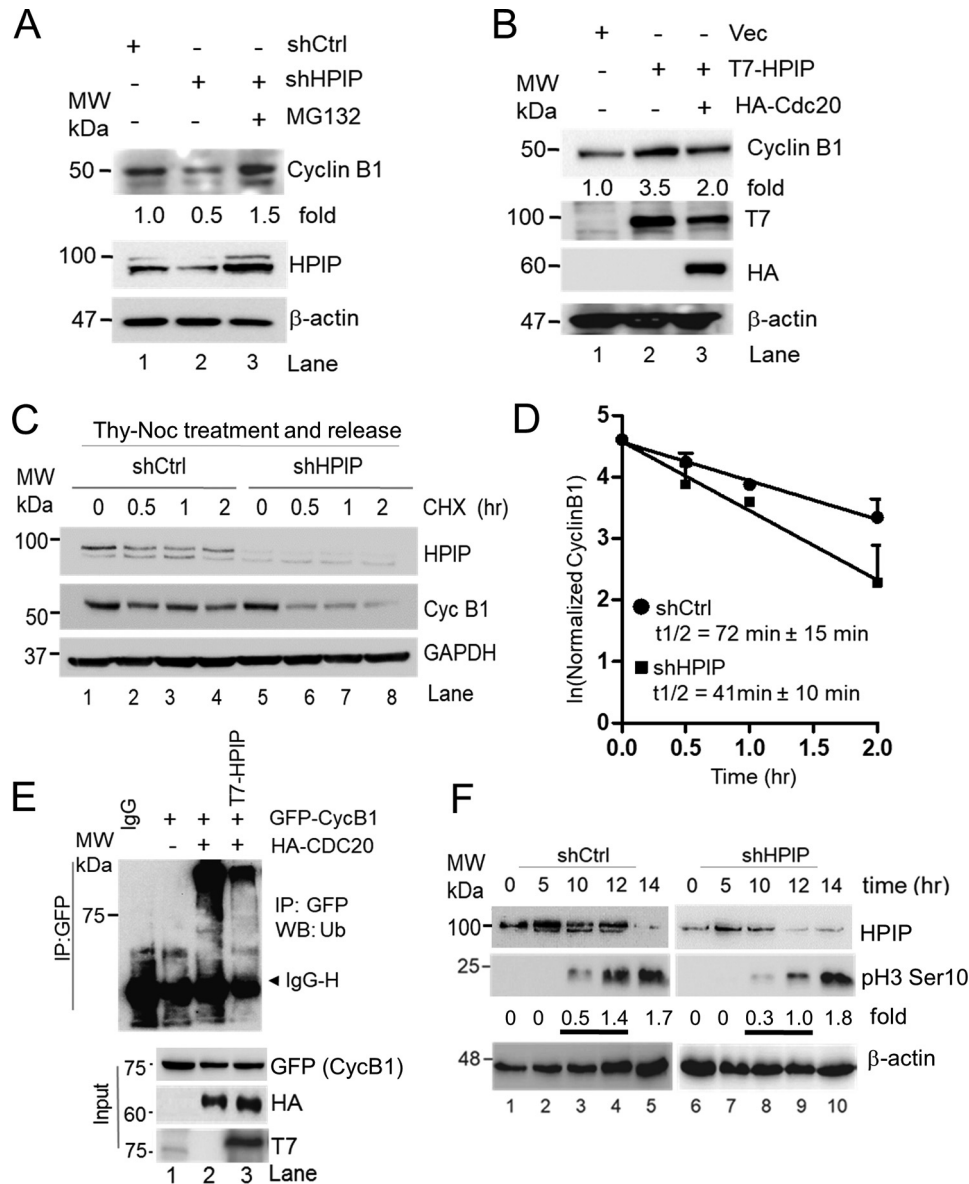 A
+ - - shCtrl
- + + shHPIP
MW
kDa
- - + MG132
50 Cyclin B1
1.0 0.5 1.5 fold
100 HPIP
47 β-actin
1 2 3 Lane
B
+ - - Vec
- + + T7-HPIP
MW
kDa
- - + HA-Cdc20
50 Cyclin B1
1.0 3.5 2.0
fold
100 T7
60 HA
47 β-actin
1 2 3 Lane
C
Thy-Noc treatment and release
shCtrl shHPIP
MW
kDa
0 0.5 1 2 0 0.5 1 2 CHX (hr)
100 HPIP
50 Cyc B1
37 GAPDH
1 2 3 4 5 6 7 8 Lane
D
ln(Normalized CyclinB1)
5
4
3
2
1
0
shCtrl
t1/2 = 72 min ± 15 min
shHPIP
t1/2 = 41min ± 10 min
0.0 0.5 1.0 1.5 2.0
Time (hr)
E
IgG
T7-HPIP
+ + + GFP-CycB1
- + + HA-CDC20
MW
kDa
IP:GFP
75
IP: GFP
WB: Ub
IgG-H
Input
75- GFP (CycB1)
60- HA
75- T7
1 2 3 Lane
F
shCtrl shHPIP
MW
kDa
0 5 10 12 14 0 5 10 12 14 time (hr)
100 HPIP
25 pH3 Ser10
0 0 0.5 1.4 1.7 0 0 0.3 1.0 1.8 fold
48 β-actin
1 2 3 4 5 6 7 8 9 10